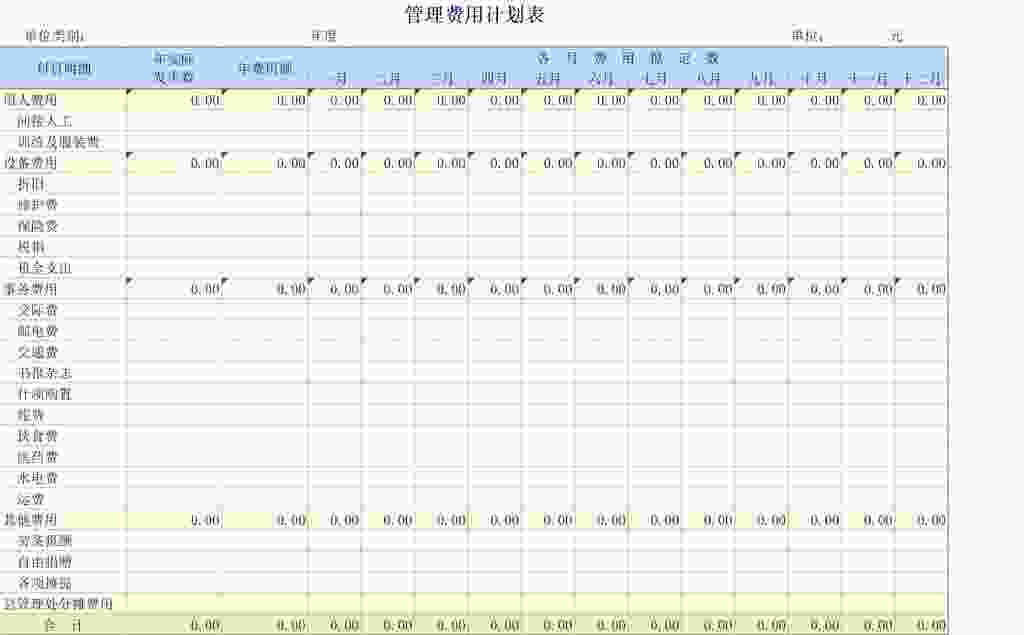 管理费用计划表
单位类别： 年度 单位： 元
各 月 费 用 拟 定 数
年费用额 一月 二月 三月 四月 五月 六月 七月 八月 九月 十月 十一月 十二月
用人费用 0.00 0.00 0.00 0.00 0.00 0.00 0.00 0.00 0.00 0.00 0.00 0.00 0.00 0.00
间接人工
训练及服装费
设备费用 0.00 0.00 0.00 0.00 0.00 0.00 0.00 0.00 0.00 0.00 0.00 0.00 0.00 0.00
折旧
维护费
保险费
税捐
租金支出
事务费用 0.00 0.00 0.00 0.00 0.00 0.00 0.00 0.00 0.00 0.00 0.00 0.00 0.00 0.00
交际费
邮电费
交通费
书报杂志
什项购置
旅费
伙食费
医药费
水电费
运费
其他费用 0.00 0.00 0.00 0.00 0.00 0.00 0.00 0.00 0.00 0.00 0.00 0.00 0.00 0.00
劳务报酬
自由捐赠
各项摊提
总管理处分摊费用
合 计 0.00 0.00 0.00 0.00 0.00 0.00 0.00 0.00 0.00 0.00 0.00 0.00 0.00 0.00